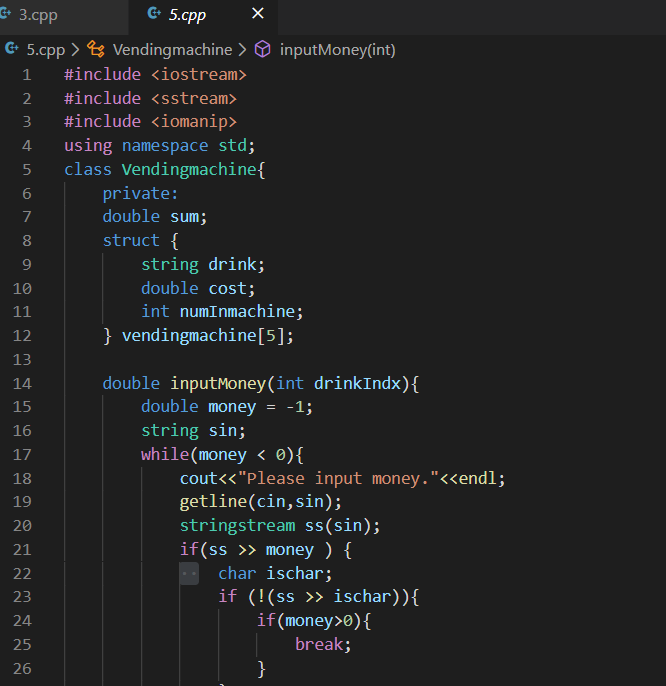 3.cpp 5.cpp
5.cpp > Vendingmachine > inputMoney(int)
1 #include <iostream>
2 #include <sstream>
3 #include <iomanip>
4 using namespace std;
5 class Vendingmachine{
6 private:
7 double sum;
8 struct {
9 string drink;
10 double cost;
11 int numInmachine;
12 } vendingmachine[5];
13
14 double inputMoney(int drinkIndx){
15 double money = -1;
16 string sin;
17 while(money < 0){
18 cout<<"Please input money."<<endl;
19 getline(cin,sin);
20 stringstream ss(sin);
21 if(ss >> money ) {
22 char ischar;
23 if (!(ss >> ischar)){
24 if(money>0){
25 break;
26 }